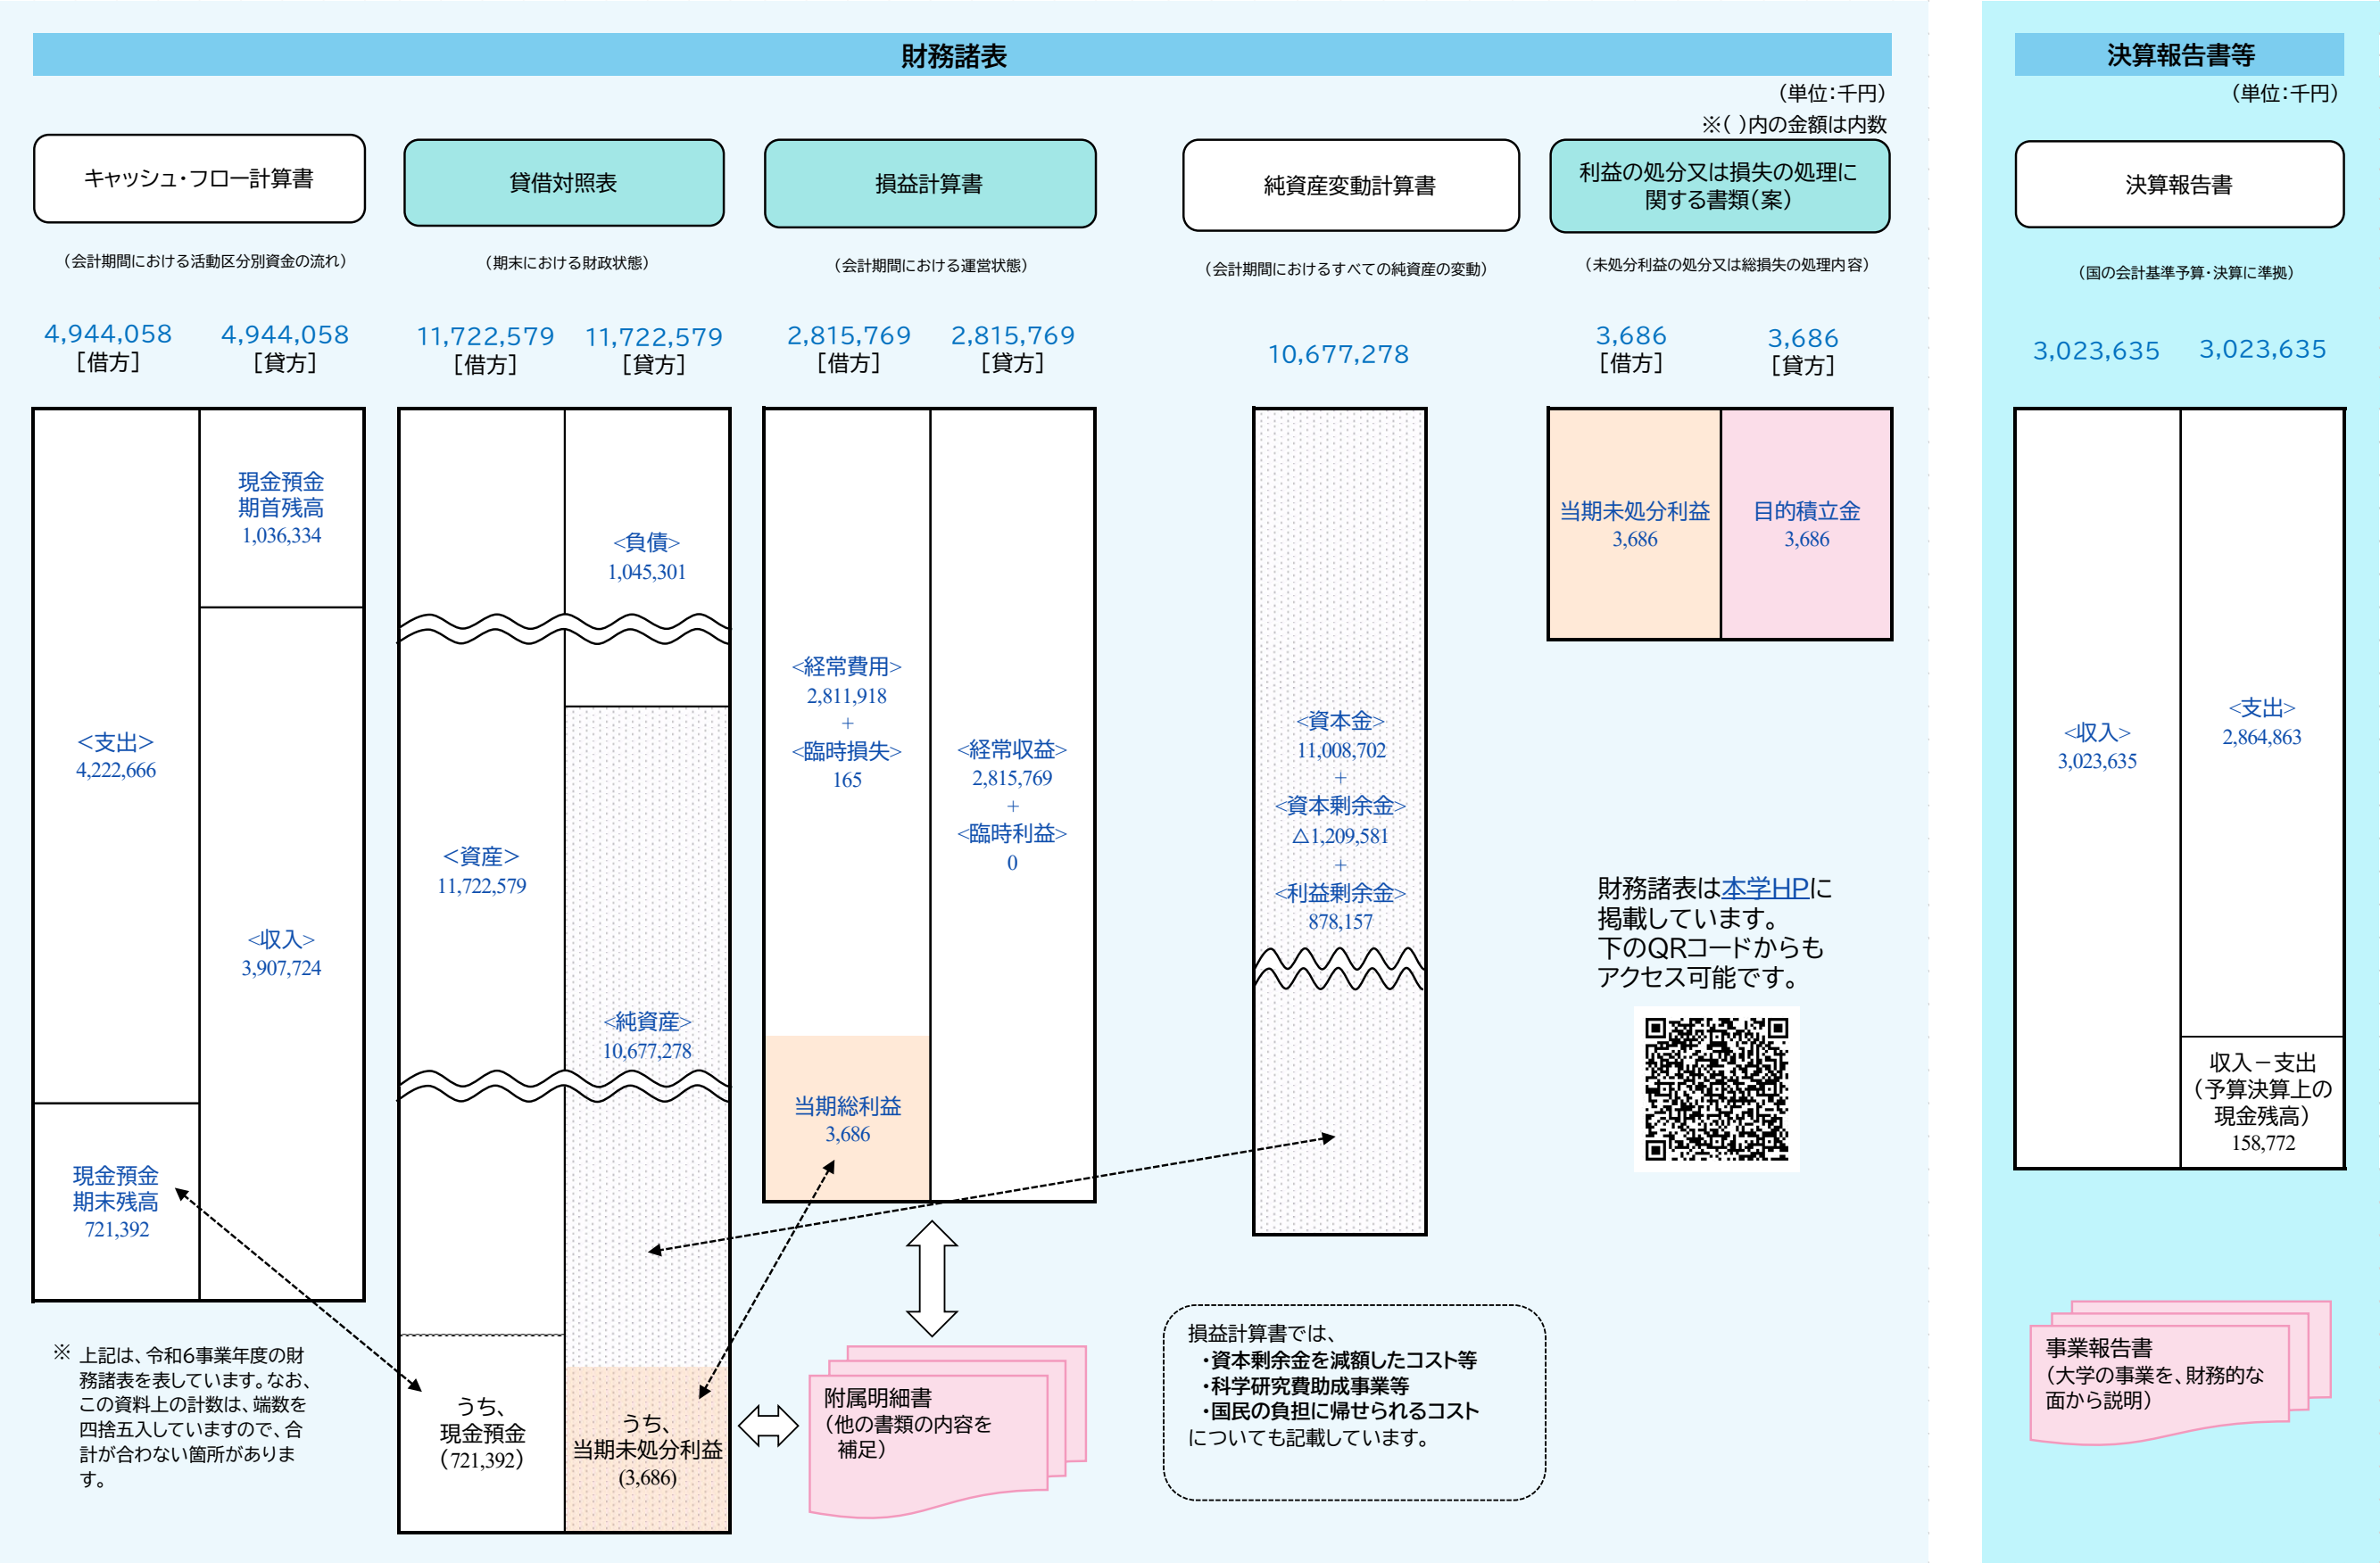 財務諸表
（単位：千円）
※（ ）内の金額は内数
キャッシュ・フロー計算書
（会計期間における活動区分別資金の流れ）
4,944,058
［借方］
4,944,058
［貸方］
現金預金
期首残高
1,036,334
<支出>
4,222,666
<収入>
3,907,724
現金預金
期末残高
721,392
※ 上記は、令和6事業年度の財
務諸表を表しています。なお、
この資料上の計数は、端数を
四捨五入していますので、合
計が合わない箇所がありま
す。
貸借対照表
（期末における財政状態）
11,722,579
［借方］
11,722,579
［貸方］
<負債>
1,045,301
<資産>
11,722,579
<純資産>
10,677,278
うち、
現金預金
（721,392）
うち、
当期未処分利益
(3,686)
損益計算書
（会計期間における運営状態）
2,815,769
［借方］
2,815,769
［貸方］
<経常費用>
2,811,918
+
<臨時損失>
165
<経常収益>
2,815,769
+
<臨時利益>
0
当期総利益
3,686
附属明細書
（他の書類の内容を
補足）
純資産変動計算書
（会計期間におけるすべての純資産の変動）
10,677,278
<資本金>
11,008,702
+
<資本剰余金>
△1,209,581
+
<利益剰余金>
878,157
損益計算書では、
・資本剰余金を減額したコスト等
・科学研究費助成事業等
・国民の負担に帰せられるコスト
についても記載しています。
利益の処分又は損失の処理に
関する書類（案）
（未処分利益の処分又は総損失の処理内容）
3,686
［借方］
3,686
［貸方］
当期未処分利益
3,686
目的積立金
3,686
財務諸表は本学HPに
掲載しています。
下のQRコードからも
アクセス可能です。
決算報告書等
（単位：千円）
決算報告書
（国の会計基準予算・決算に準拠）
3,023,635
3,023,635
<収入>
3,023,635
<支出>
2,864,863
収入－支出
（予算決算上の
現金残高）
158,772
事業報告書
（大学の事業を、財務的な
面から説明）